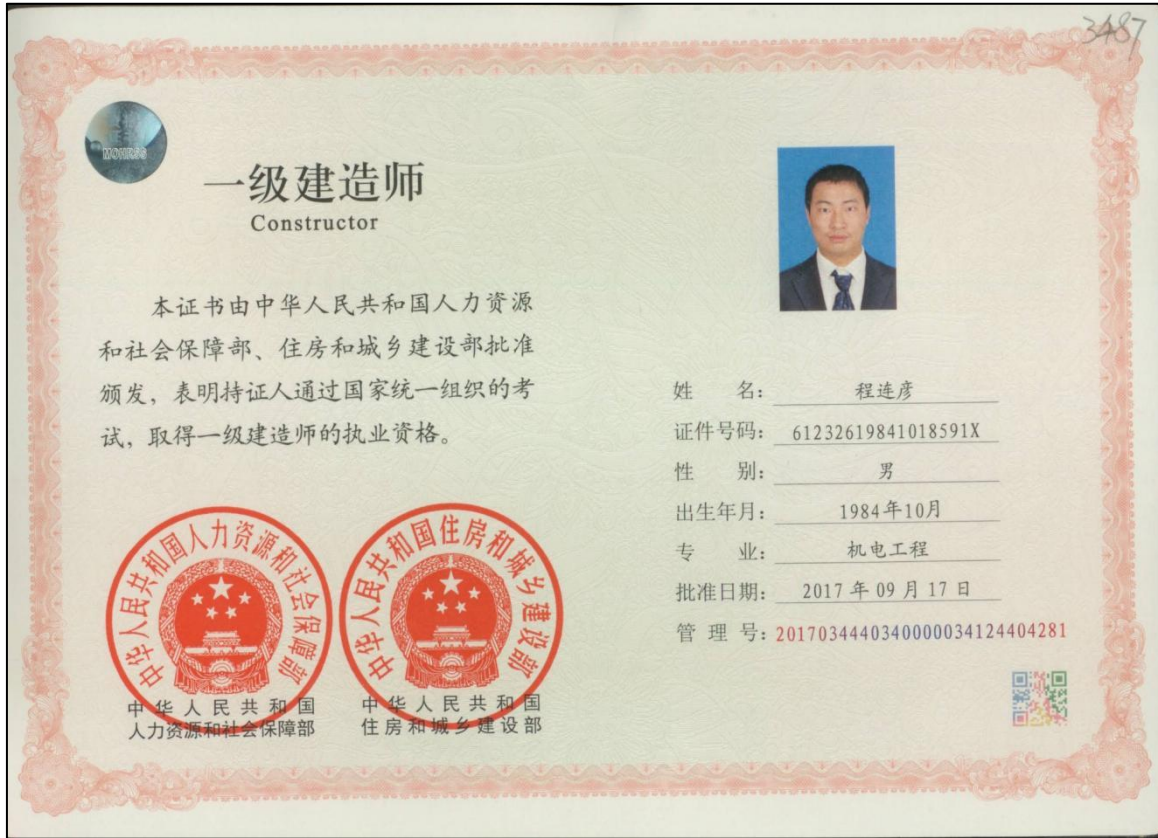 3487
MOHRSS
一级建造师
Constructor
本证书由中华人民共和国人力资源
和社会保障部、住房和城乡建设部批准
颁发，表明持证人通过国家统一组织的考
试，取得一级建造师的执业资格。
中华人民共和国人力资源和社会保障部
中华人民共和国住房和城乡建设部
中华人民共和国
人力资源和社会保障部
中华人民共和国
住房和城乡建设部
姓 名： 程连彦
证件号码： 61232619841018591X
性 别： 男
出生年月： 1984年10月
专 业： 机电工程
批准日期： 2017 年 09 月 17 日
管 理 号：2017034440340000034124404281